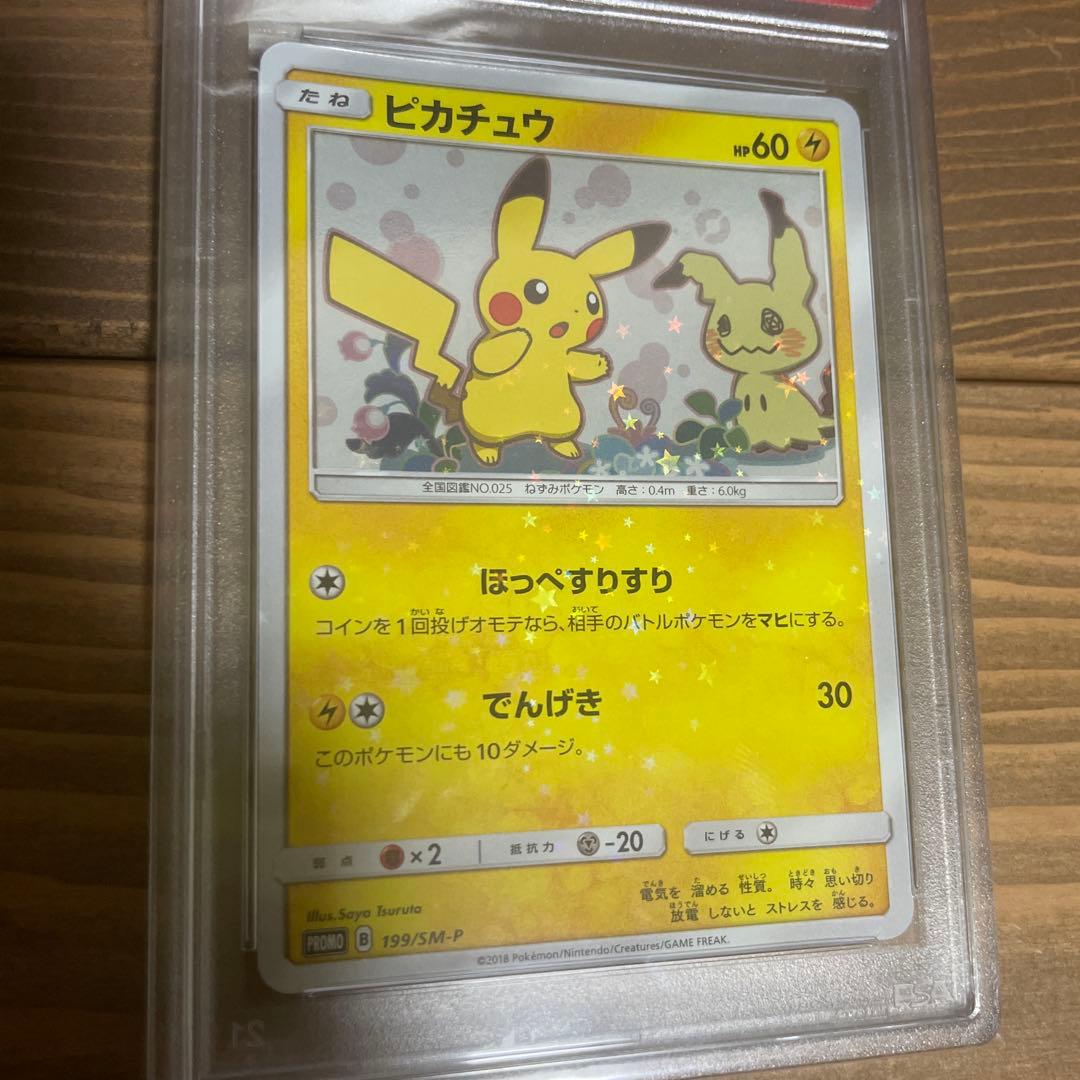 たね ピカチュウ HP60
全国図鑑NO.025 ねずみポケモン 高さ：0.4m 重さ：6.0kg
ほっぺすりすり
コインを1回投げオモテなら、相手のバトルポケモンをマヒにする。
でんげき 30
このポケモンにも10ダメージ。
弱点 ×2 抵抗力 -20 にげる
電気を 溜める 性質。 時々 思い切り
放電 しないと ストレスを 感じる。
Illus. Saya Tsuruta
PROMO B 199/SM-P
©2018 Pokémon/Nintendo/Creatures/GAME FREAK.